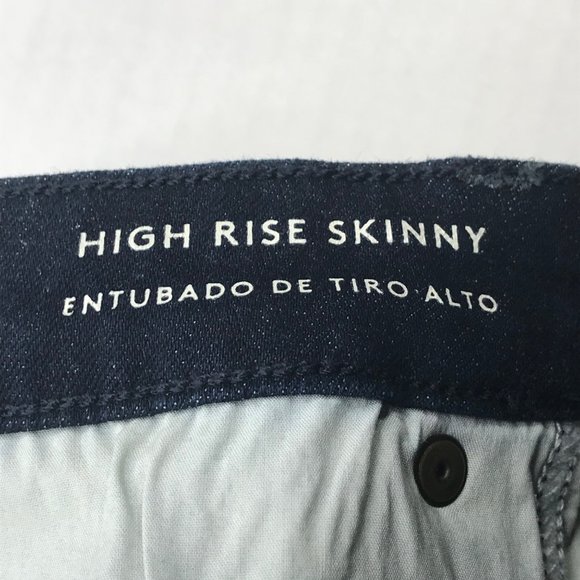 HIGH RISE SKINNY
ENTUBADO DE TIRO ALTO